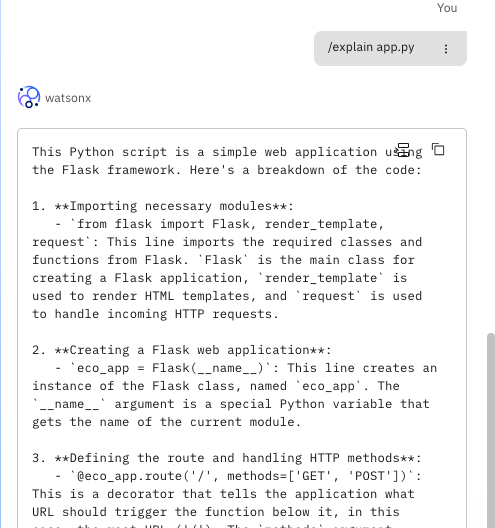 You
/explain app.py
watsonx
This Python script is a simple web application using
the Flask framework. Here's a breakdown of the code:
1. **Importing necessary modules**:
- `from flask import Flask, render_template,
request`: This line imports the required classes and
functions from Flask. `Flask` is the main class for
creating a Flask application, `render_template` is
used to render HTML templates, and `request` is used
to handle incoming HTTP requests.
2. **Creating a Flask web application**:
- `eco_app = Flask(__name__)`: This line creates an
instance of the Flask class, named `eco_app`. The
`__name__` argument is a special Python variable that
gets the name of the current module.
3. **Defining the route and handling HTTP methods**:
- `@eco_app.route('/', methods=['GET', 'POST'])`:
This is a decorator that tells the application what
URL should trigger the function below it, in this